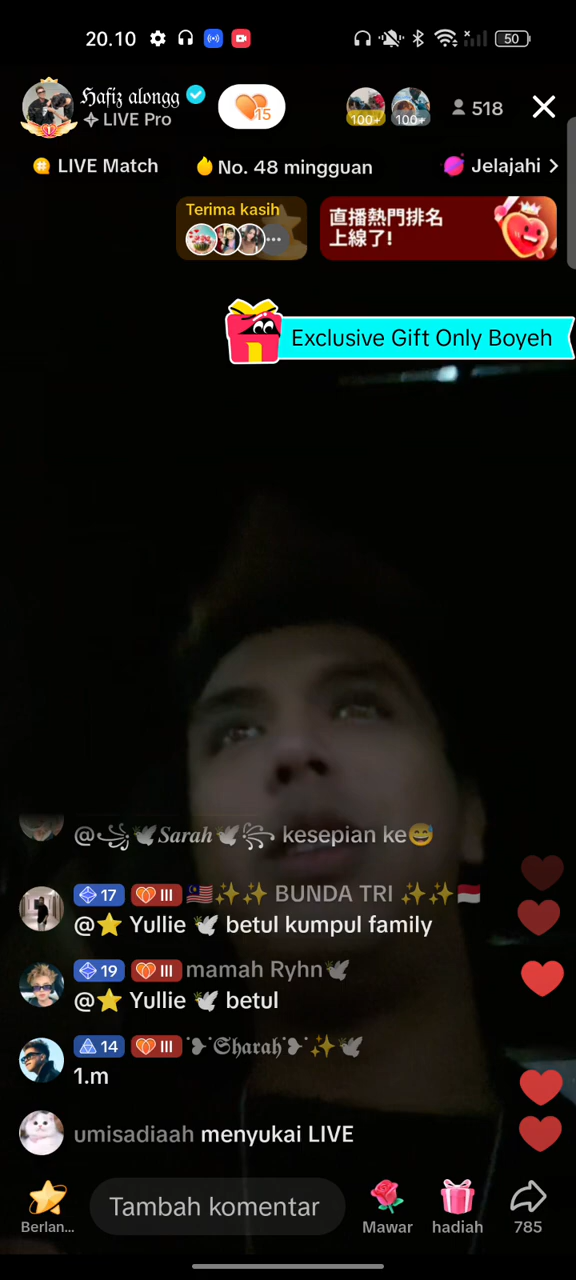 20.10
50
Hafiz alongg
LIVE Pro
15
100+
100+
518
LIVE Match
No. 48 mingguan
Jelajahi
Terima kasih
直播熱門排名
上線了!
Exclusive Gift Only Boyeh
@꧁🕊️𝑺𝒂𝒓𝒂𝒉🕊️꧂ kesepian ke😅
17 III 🇲🇾✨✨ BUNDA TRI ✨✨🇮🇩
@⭐ Yullie 🕊️ betul kumpul family
19 III mamah Ryhn🕊️
@⭐ Yullie 🕊️ betul
14 III ˙❥˙𝕾𝖍𝖆𝖗𝖆𝖍˙❥˙✨🕊️
1.m
umisadiaah menyukai LIVE
Berlan...
Tambah komentar
Mawar
hadiah
785